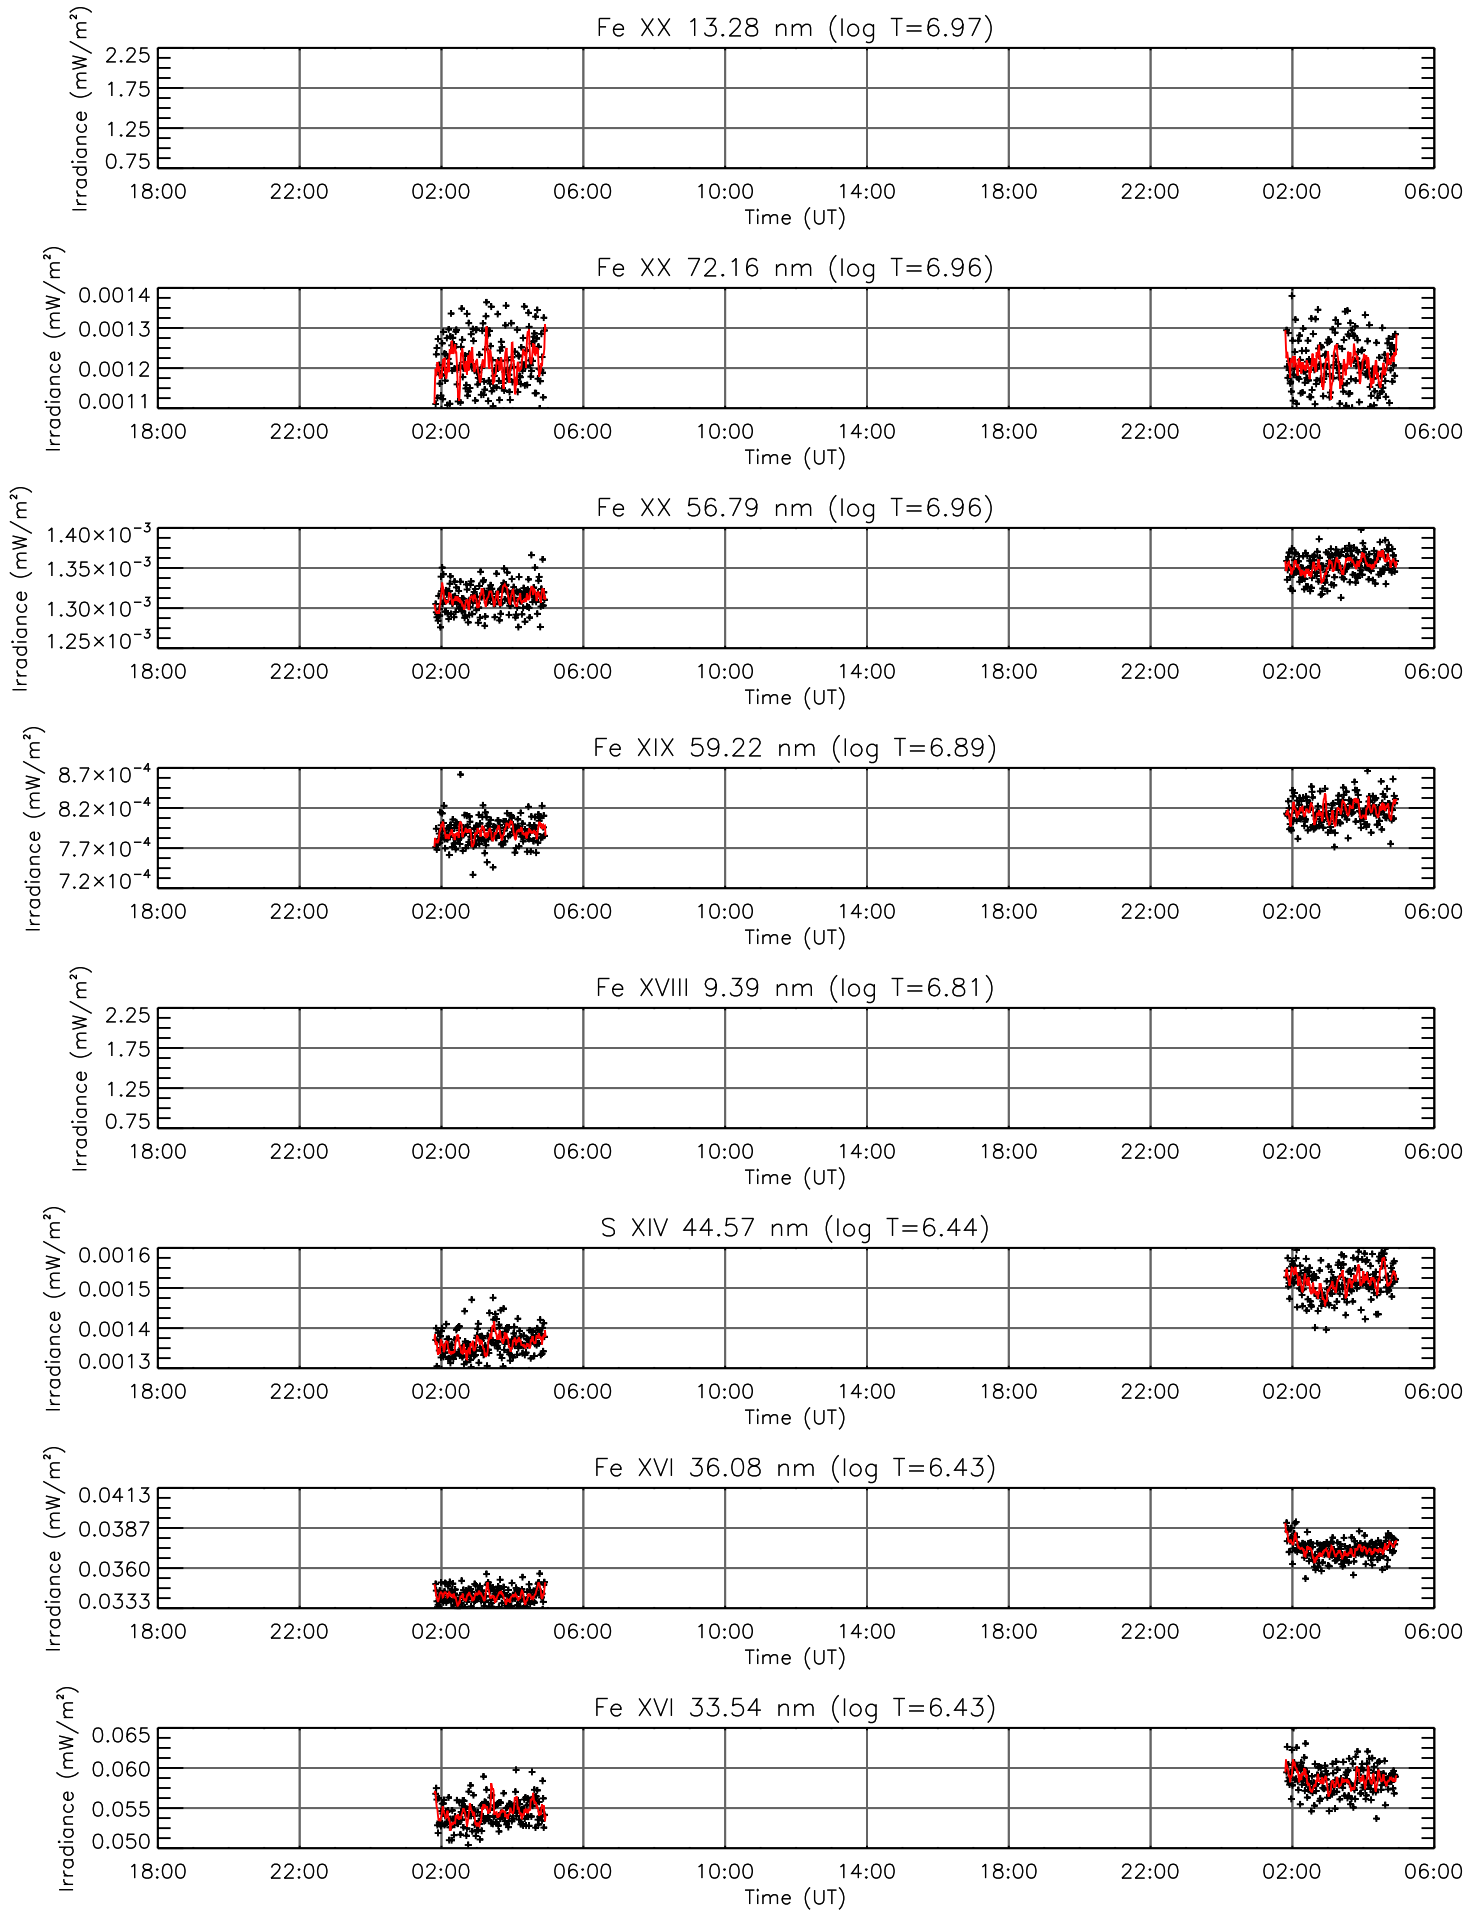 Fe XX 13.28 nm (log T=6.97)
Irradiance (mW/m²)
2.25
1.75
1.25
0.75
18:00 22:00 02:00 06:00 10:00 14:00 18:00 22:00 02:00 06:00
Time (UT)
Fe XX 72.16 nm (log T=6.96)
Irradiance (mW/m²)
0.0014
0.0013
0.0012
0.0011
18:00 22:00 02:00 06:00 10:00 14:00 18:00 22:00 02:00 06:00
Time (UT)
Fe XX 56.79 nm (log T=6.96)
Irradiance (mW/m²)
1.40×10⁻³
1.35×10⁻³
1.30×10⁻³
1.25×10⁻³
18:00 22:00 02:00 06:00 10:00 14:00 18:00 22:00 02:00 06:00
Time (UT)
Fe XIX 59.22 nm (log T=6.89)
Irradiance (mW/m²)
8.7×10⁻⁴
8.2×10⁻⁴
7.7×10⁻⁴
7.2×10⁻⁴
18:00 22:00 02:00 06:00 10:00 14:00 18:00 22:00 02:00 06:00
Time (UT)
Fe XVIII 9.39 nm (log T=6.81)
Irradiance (mW/m²)
2.25
1.75
1.25
0.75
18:00 22:00 02:00 06:00 10:00 14:00 18:00 22:00 02:00 06:00
Time (UT)
S XIV 44.57 nm (log T=6.44)
Irradiance (mW/m²)
0.0016
0.0015
0.0014
0.0013
18:00 22:00 02:00 06:00 10:00 14:00 18:00 22:00 02:00 06:00
Time (UT)
Fe XVI 36.08 nm (log T=6.43)
Irradiance (mW/m²)
0.0413
0.0387
0.0360
0.0333
18:00 22:00 02:00 06:00 10:00 14:00 18:00 22:00 02:00 06:00
Time (UT)
Fe XVI 33.54 nm (log T=6.43)
Irradiance (mW/m²)
0.065
0.060
0.055
0.050
18:00 22:00 02:00 06:00 10:00 14:00 18:00 22:00 02:00 06:00
Time (UT)